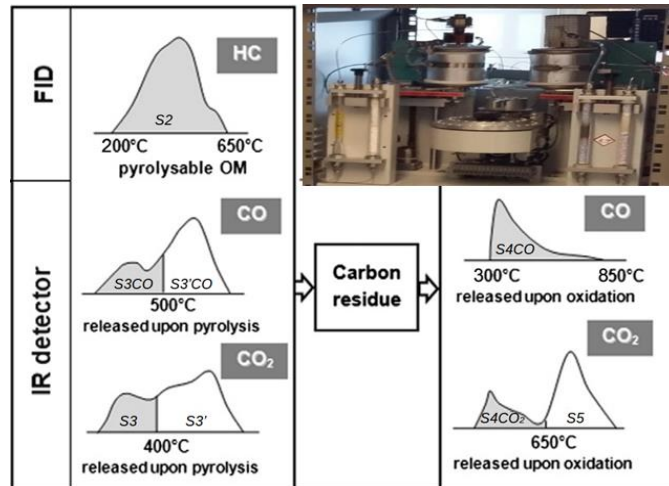 FID
HC
S2
200°C 650°C
pyrolysable OM
IR detector
CO
S3CO S3'CO
500°C
released upon pyrolysis
CO₂
S3 S3'
400°C
released upon pyrolysis
Carbon
residue
CO
S4CO
300°C 850°C
released upon oxidation
CO₂
S4CO₂ S5
650°C
released upon oxidation